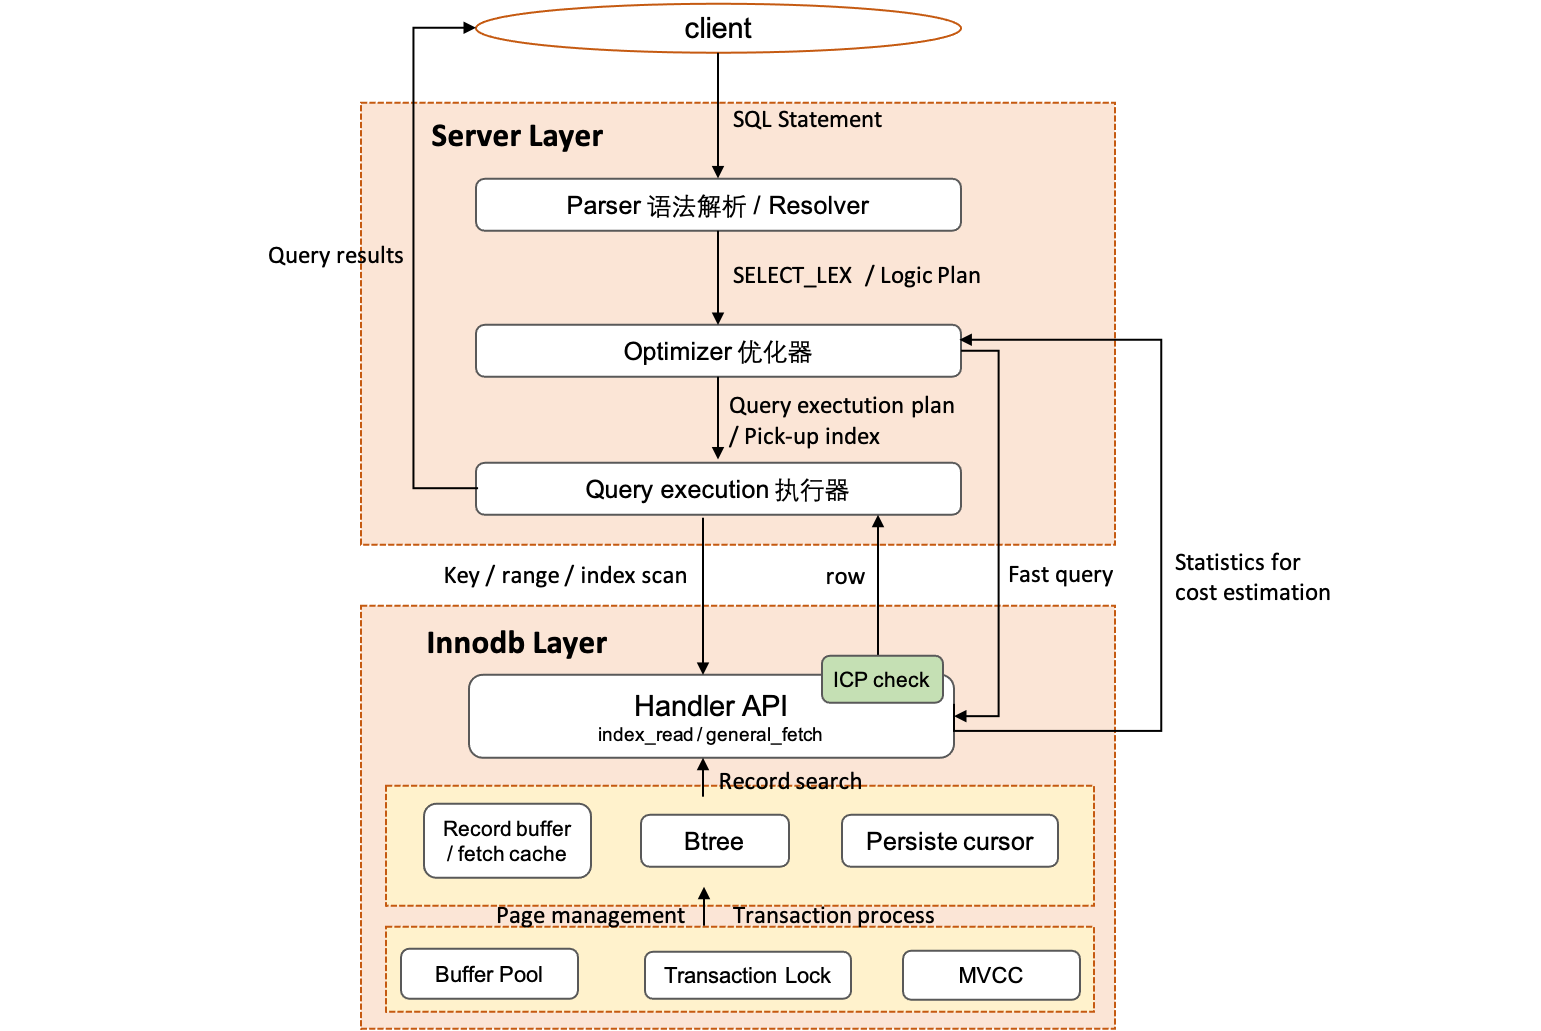 client
SQL Statement
Server Layer
Parser 语法解析 / Resolver
Query results
SELECT_LEX / Logic Plan
Optimizer 优化器
Query exectution plan
/ Pick-up index
Query execution 执行器
Key / range / index scan
row
Fast query
Statistics for
cost estimation
Innodb Layer
ICP check
Handler API
index_read / general_fetch
Record search
Record buffer
/ fetch cache
Btree
Persiste cursor
Page management
Transaction process
Buffer Pool
Transaction Lock
MVCC